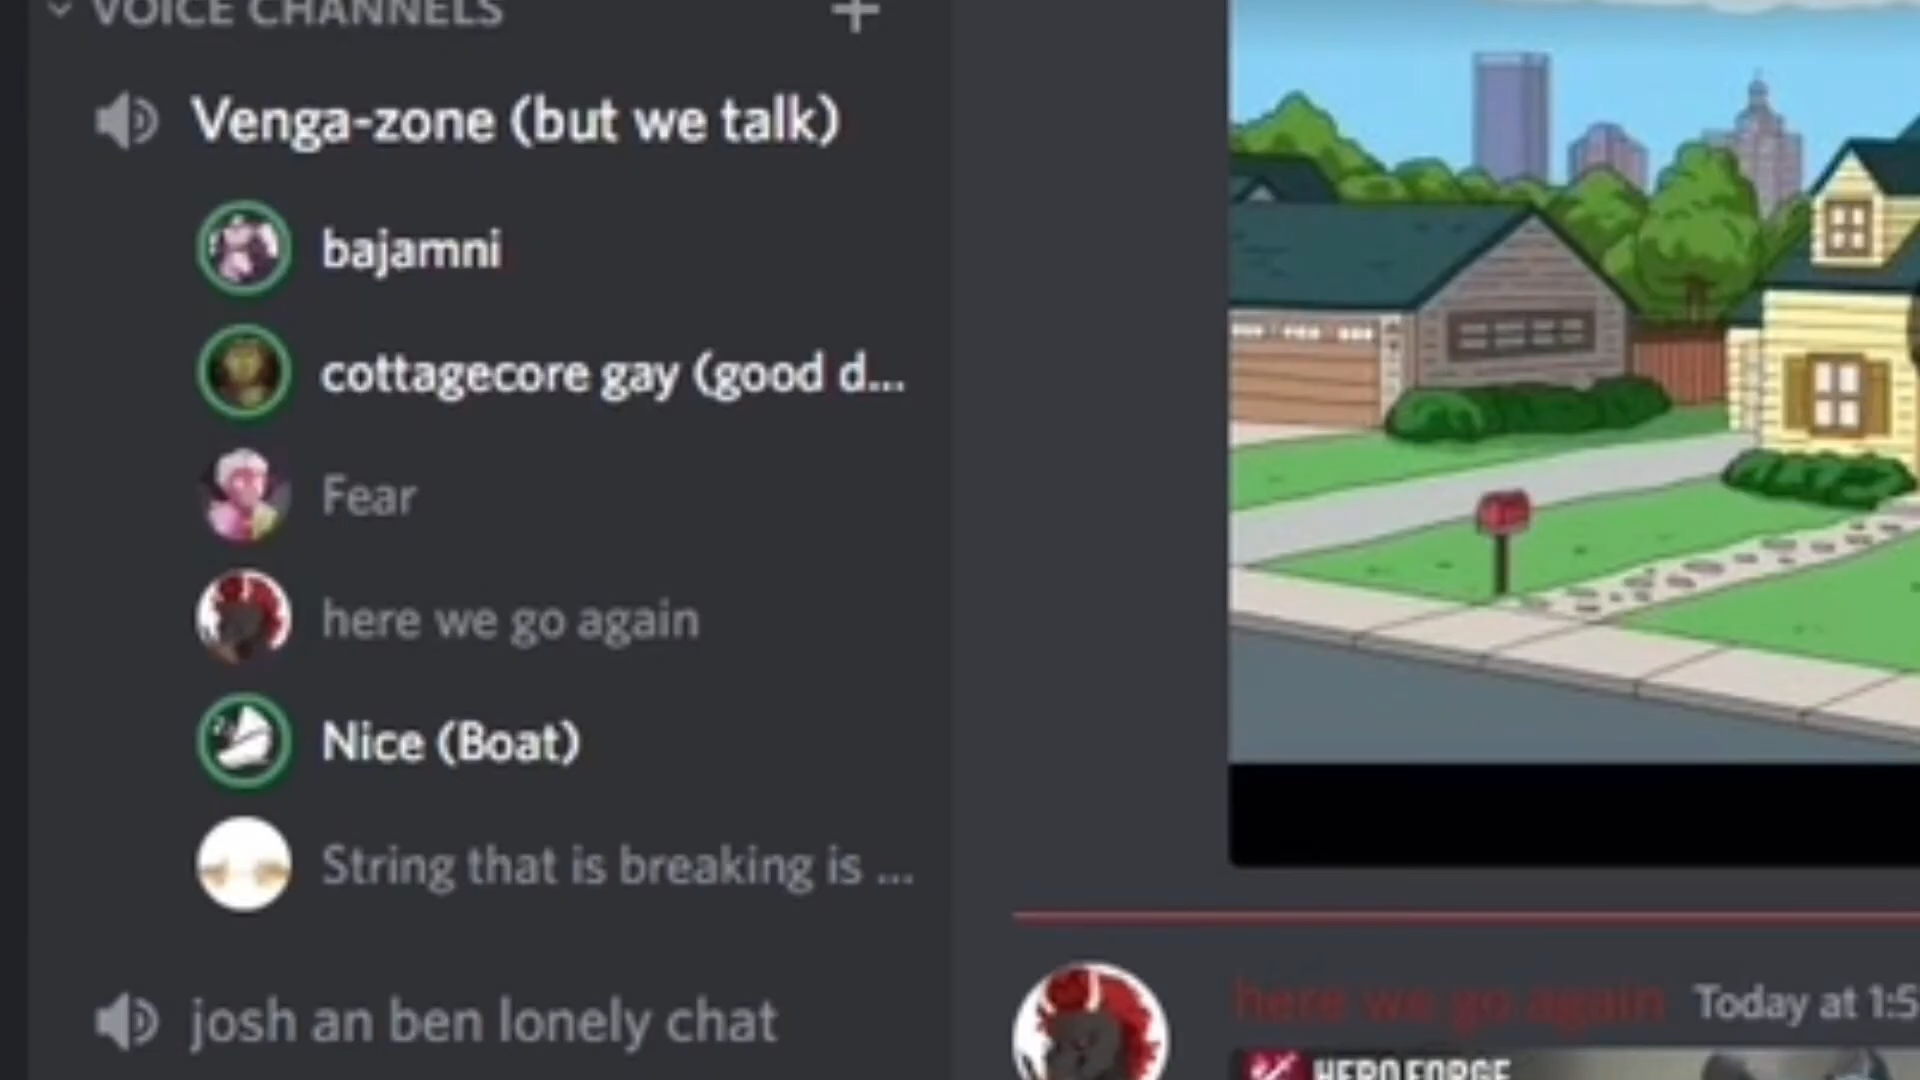 VOICE CHANNELS
Venga-zone (but we talk)
bajamni
cottagecore gay (good d...
Fear
here we go again
Nice (Boat)
String that is breaking is ...
josh an ben lonely chat
here we go again Today at 1:5
HERO FORGE